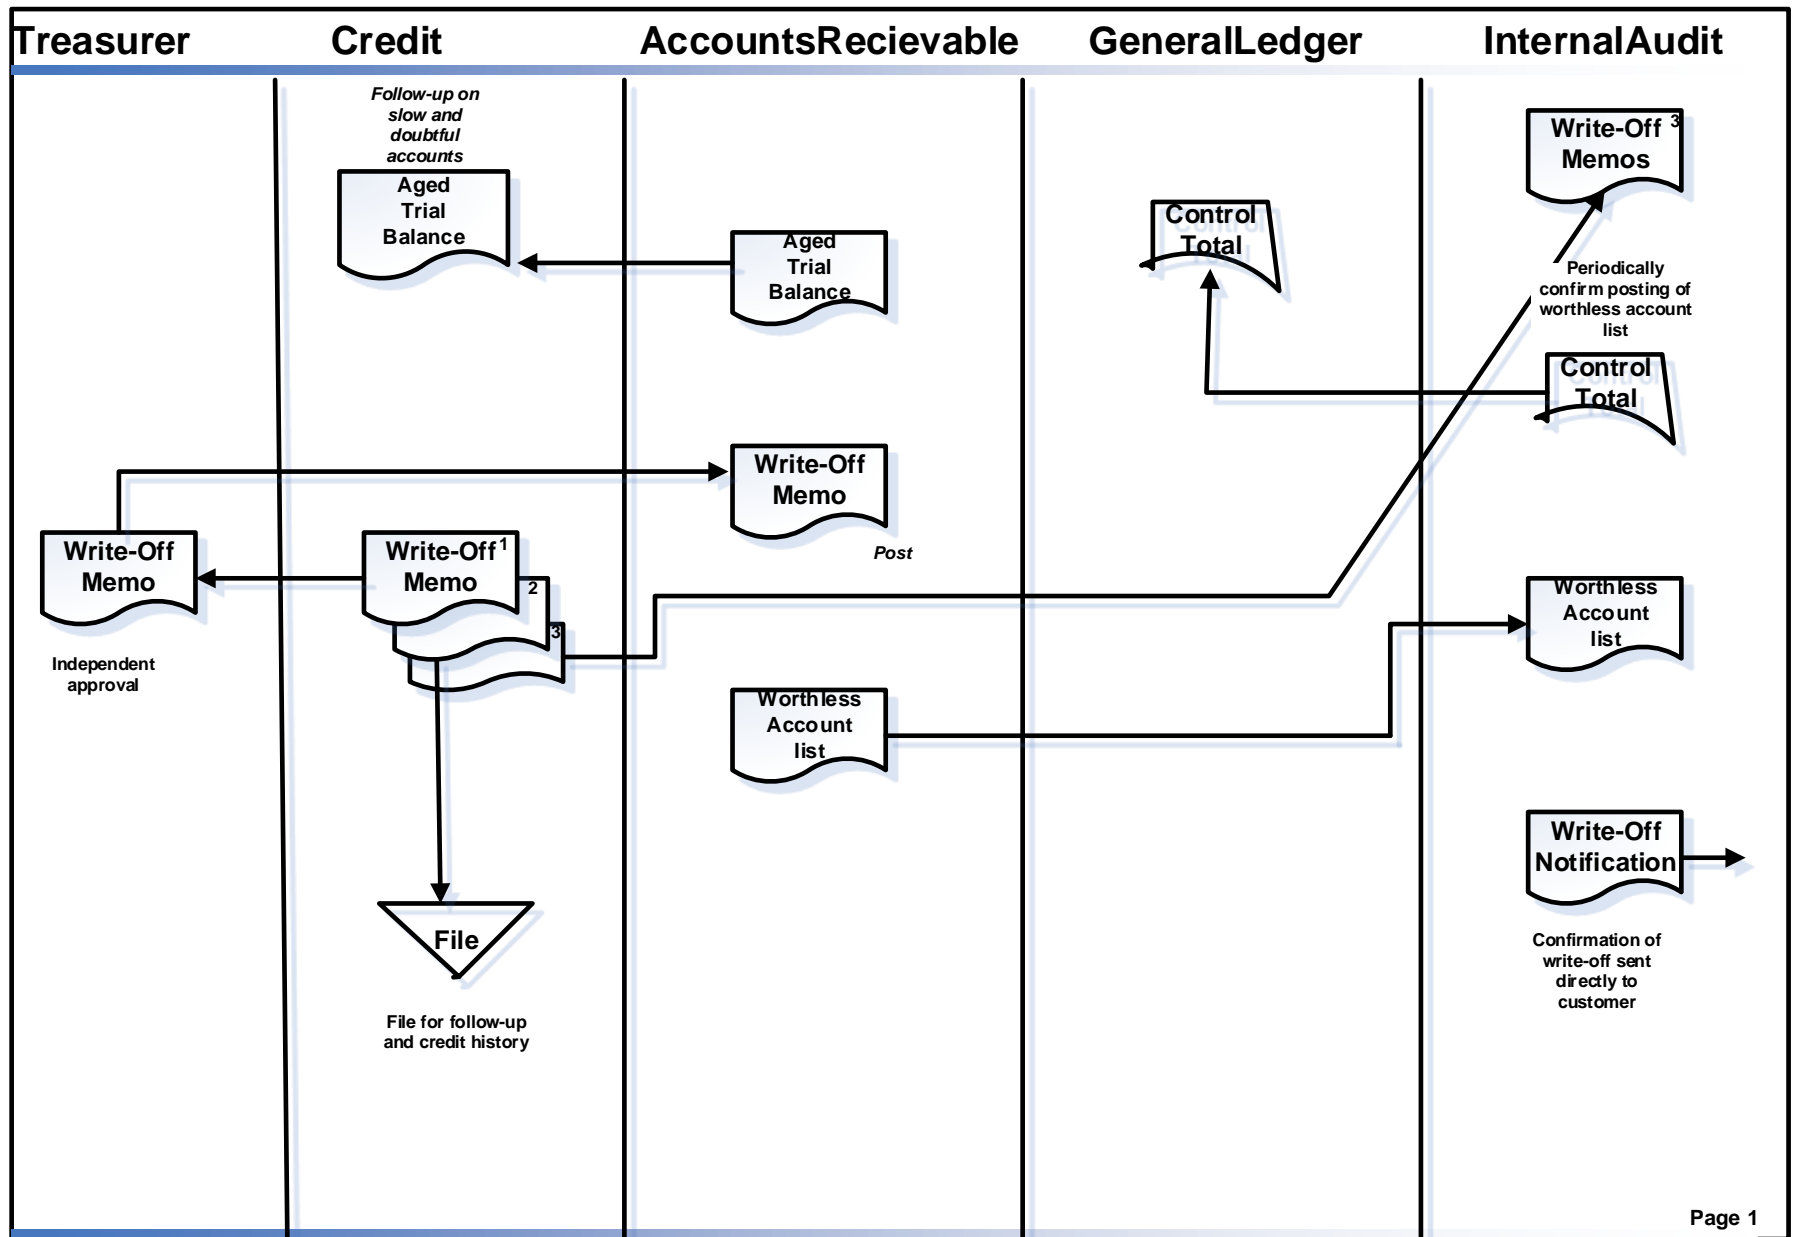 Treasurer
Credit
AccountsRecievable
GeneralLedger
InternalAudit
Follow-up on
slow and
doubtful
accounts
Aged
Trial
Balance
Aged
Trial
Balance
Control
Total
Write-Off 3
Memos
Periodically
confirm posting of
worthless account
list
Control
Total
Write-Off
Memo
Post
Write-Off
Memo
Independent
approval
Write-Off 1
Memo
2
3
Worthless
Account
list
Worthless
Account
list
Write-Off
Notification
Confirmation of
write-off sent
directly to
customer
File
File for follow-up
and credit history
Page 1